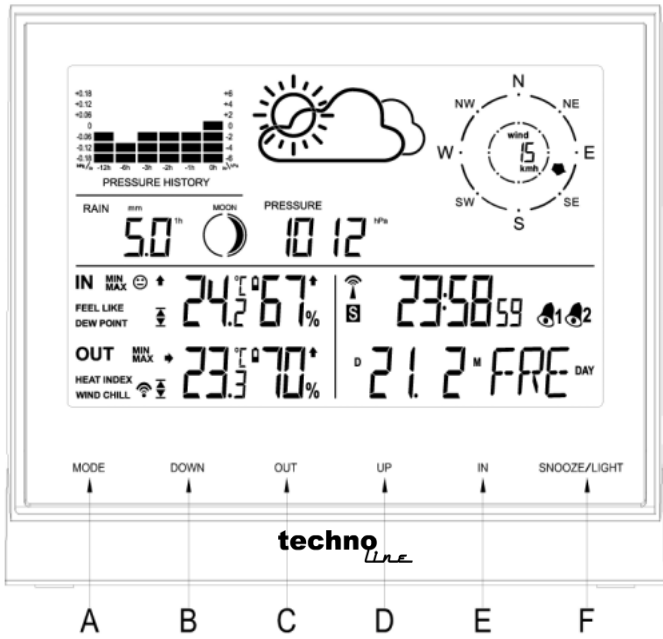 +0.18 +6
+0.12 +4
+0.06 +2
0 0
-0.06 -2
-0.12 -4
-0.18 -6
-12h -6h -3h -2h -1h 0h
PRESSURE HISTORY
N
NW NE
W E
SW SE
S
wind
15
kmh
RAIN mm 5.0 1h
MOON
PRESSURE
1012 hPa
IN MIN MAX 24.2 °C 67 %
FEEL LIKE
DEW POINT
S 23:58 59 1 2
OUT MIN MAX 23.3 °C 70 %
HEAT INDEX
WIND CHILL
D 21. 2 M FRE DAY
MODE DOWN OUT UP IN SNOOZE/LIGHT
techno
line
A B C D E F